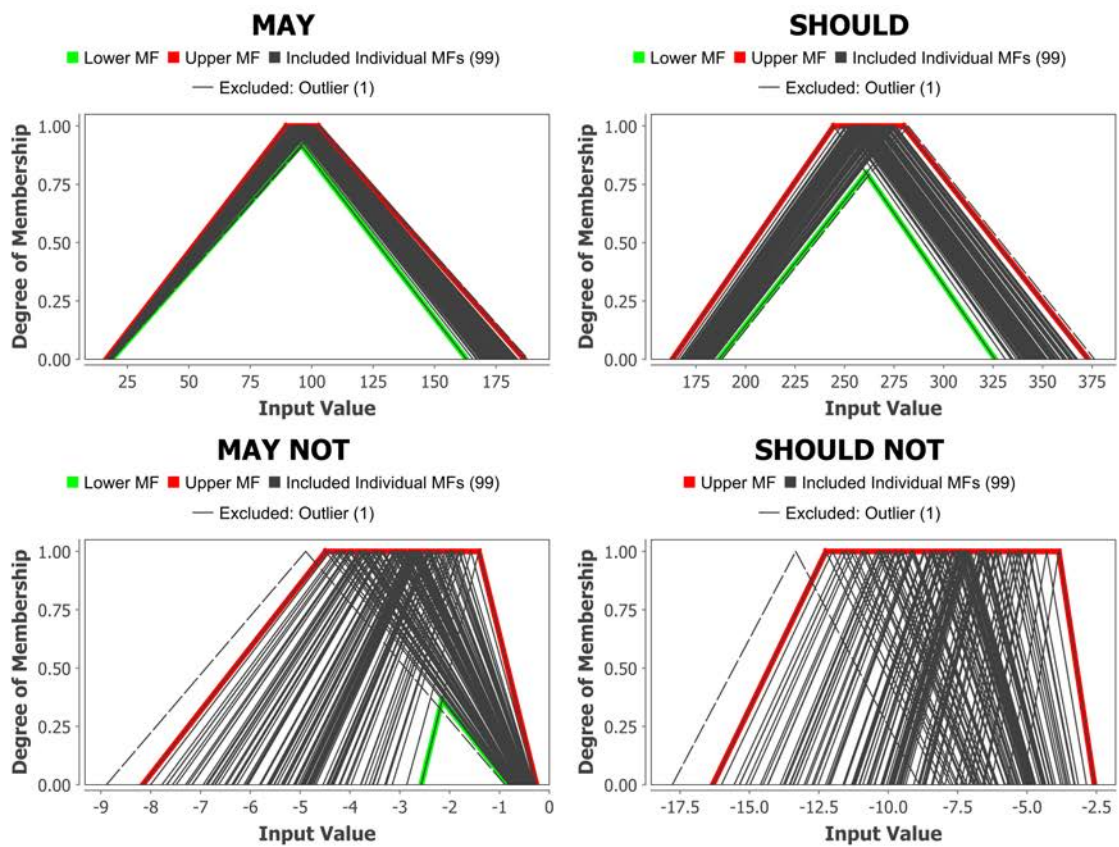 MAY
Lower MF Upper MF Included Individual MFs (99)
Excluded: Outlier (1)
Degree of Membership
1.00
0.75
0.50
0.25
0.00
25 50 75 100 125 150 175
Input Value
SHOULD
Lower MF Upper MF Included Individual MFs (99)
Excluded: Outlier (1)
Degree of Membership
1.00
0.75
0.50
0.25
0.00
175 200 225 250 275 300 325 350 375
Input Value
MAY NOT
Lower MF Upper MF Included Individual MFs (99)
Excluded: Outlier (1)
Degree of Membership
1.00
0.75
0.50
0.25
0.00
-9 -8 -7 -6 -5 -4 -3 -2 -1 0
Input Value
SHOULD NOT
Upper MF Included Individual MFs (99)
Excluded: Outlier (1)
Degree of Membership
1.00
0.75
0.50
0.25
0.00
-17.5 -15.0 -12.5 -10.0 -7.5 -5.0 -2.5
Input Value